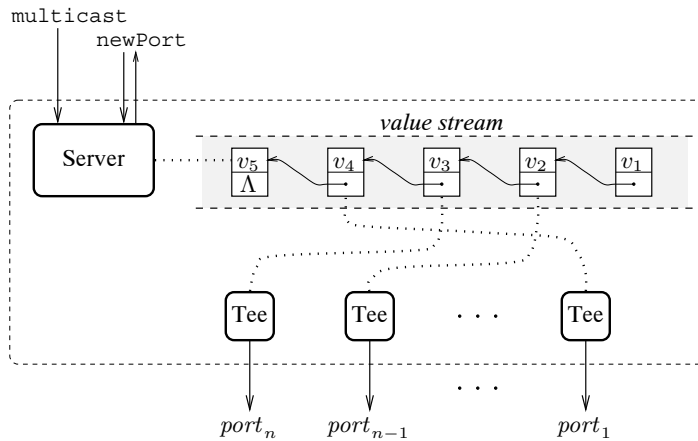 multicast
newPort
value stream
Server
v₅ v₄ v₃ v₂ v₁
Λ
Tee Tee · · · Tee
· · ·
portₙ portₙ₋₁ port₁